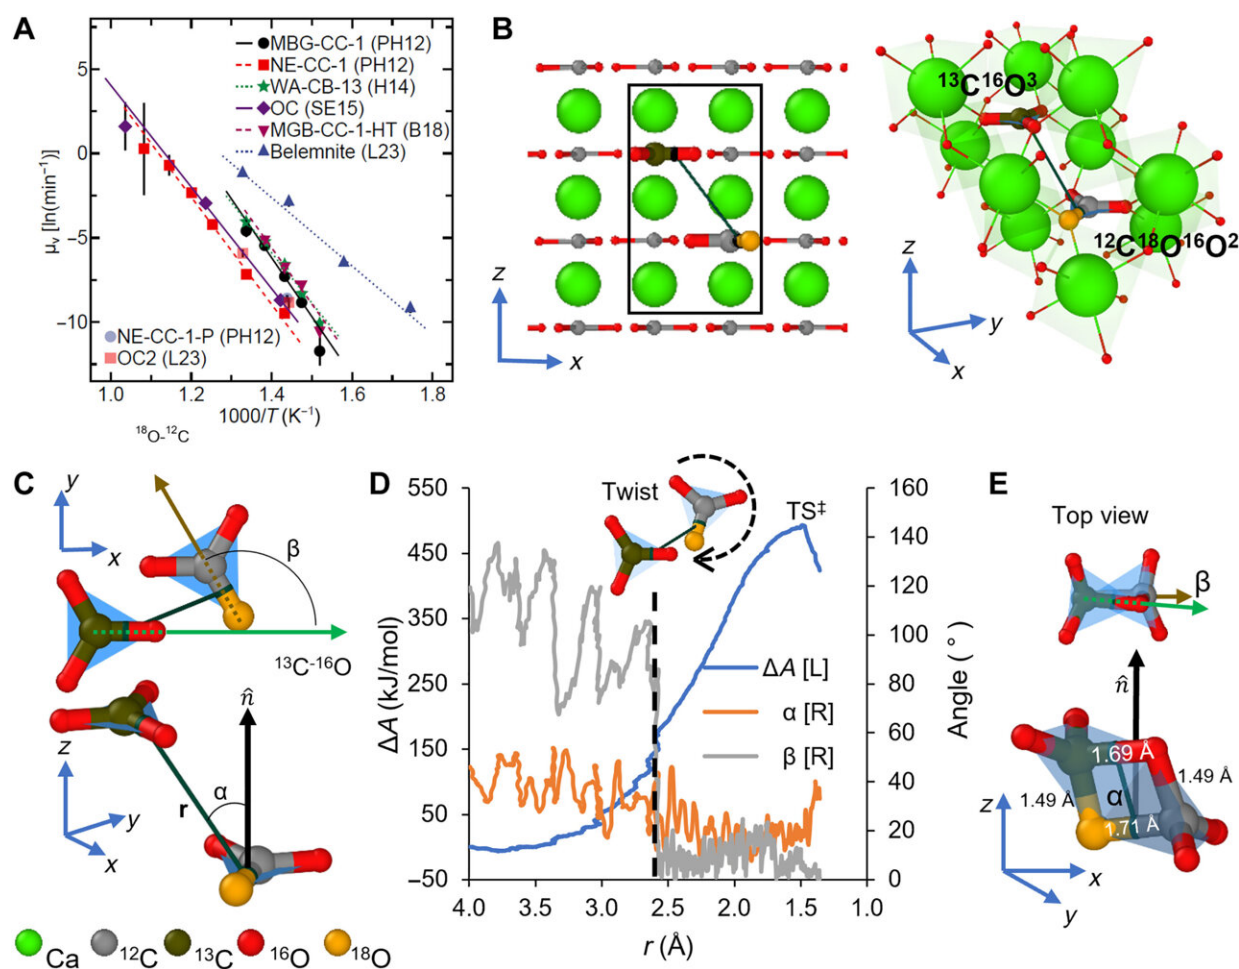 A
μν [ln(min⁻¹)]
5
0
−5
−10
MBG-CC-1 (PH12)
NE-CC-1 (PH12)
WA-CB-13 (H14)
OC (SE15)
MGB-CC-1-HT (B18)
Belemnite (L23)
NE-CC-1-P (PH12)
OC2 (L23)
1.0 1.2 1.4 1.6 1.8
1000/T (K⁻¹)
B
z
x
¹³C¹⁶O³
¹²C¹⁸O¹⁶O²
z
y
x
¹⁸O-¹²C
C
y
x
β
¹³C-¹⁶O
n̂
z
y
x
r
α
D
Twist
TS‡
ΔA (kJ/mol)
550
450
350
250
150
50
−50
160
140
120
100
80
60
40
20
0
Angle (°)
ΔA [L]
α [R]
β [R]
4.0 3.5 3.0 2.5 2.0 1.5 1.0
r (Å)
E
Top view
β
n̂
1.69 Å
1.49 Å
α
1.49 Å
1.71 Å
z
x
y
Ca ¹²C ¹³C ¹⁶O ¹⁸O